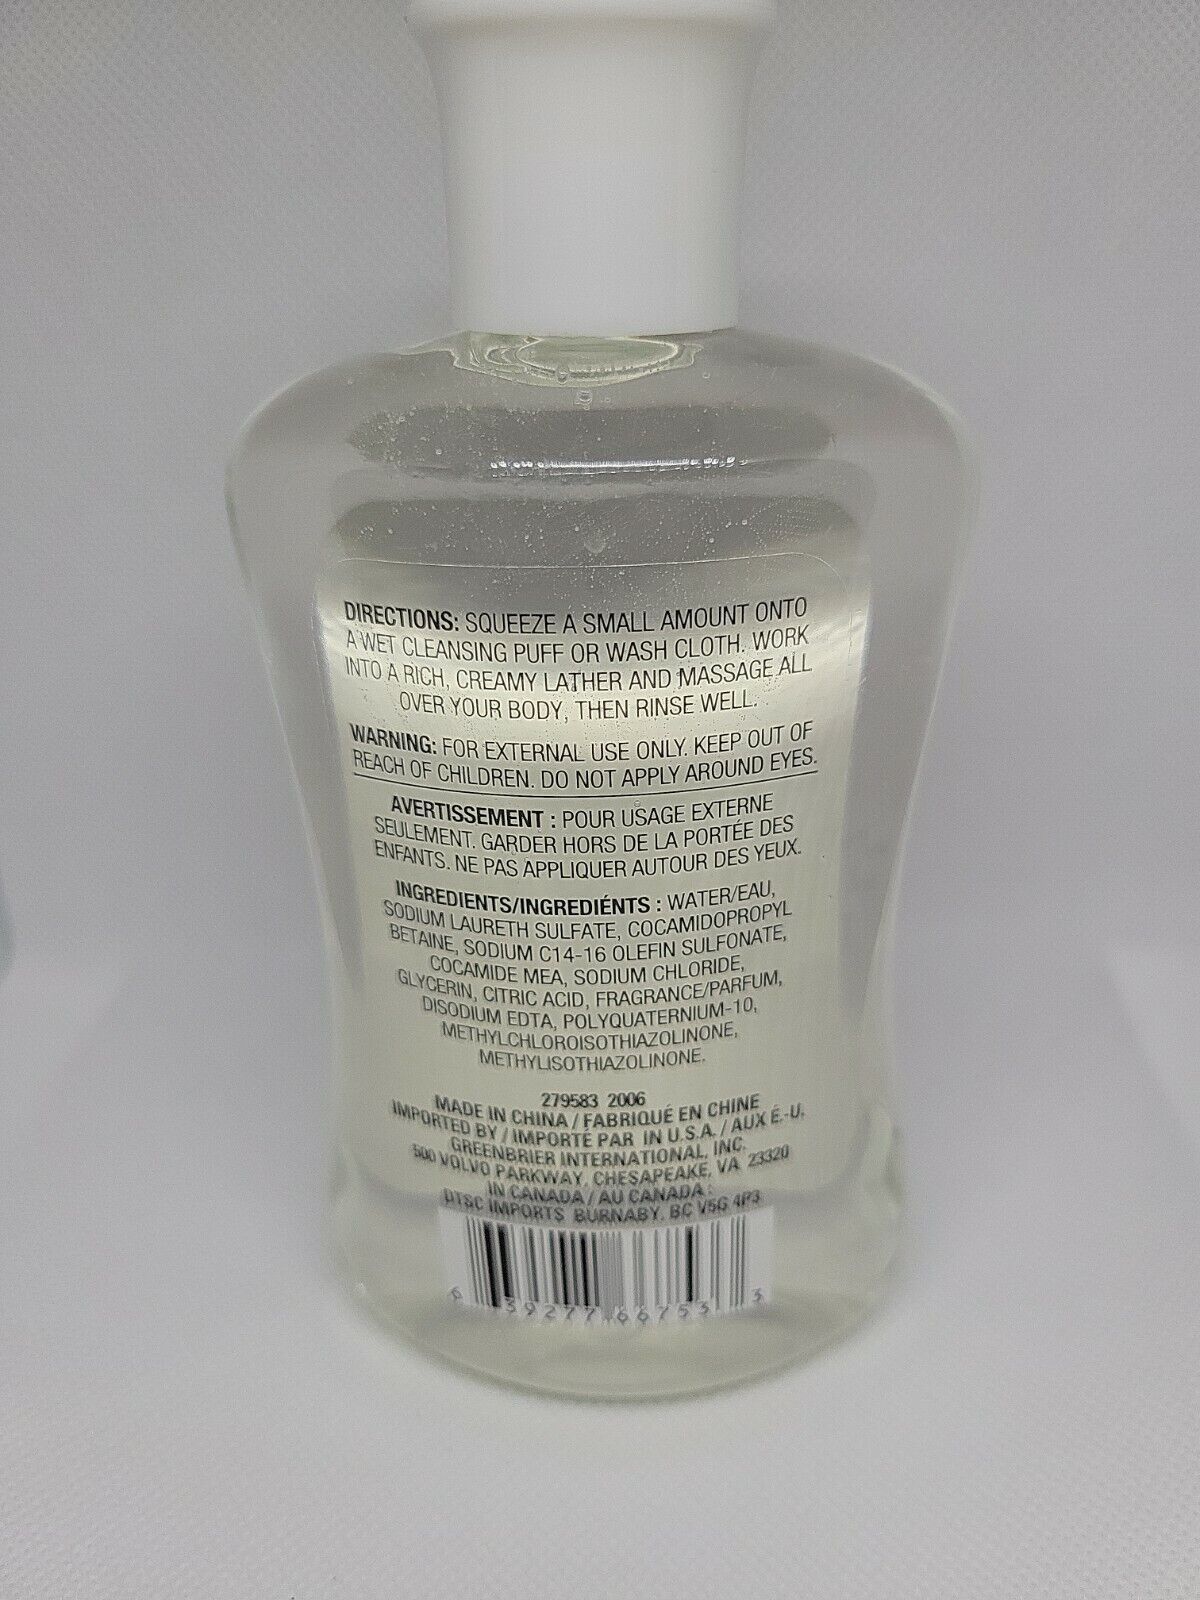 DIRECTIONS: SQUEEZE A SMALL AMOUNT ONTO
A WET CLEANSING PUFF OR WASH CLOTH. WORK
INTO A RICH, CREAMY LATHER AND MASSAGE ALL
OVER YOUR BODY, THEN RINSE WELL.
WARNING: FOR EXTERNAL USE ONLY. KEEP OUT OF
REACH OF CHILDREN. DO NOT APPLY AROUND EYES.
AVERTISSEMENT : POUR USAGE EXTERNE
SEULEMENT. GARDER HORS DE LA PORTÉE DES
ENFANTS. NE PAS APPLIQUER AUTOUR DES YEUX.
INGREDIENTS/INGREDIÉNTS : WATER/EAU,
SODIUM LAURETH SULFATE, COCAMIDOPROPYL
BETAINE, SODIUM C14-16 OLEFIN SULFONATE,
COCAMIDE MEA, SODIUM CHLORIDE,
GLYCERIN, CITRIC ACID, FRAGRANCE/PARFUM,
DISODIUM EDTA, POLYQUATERNIUM-10,
METHYLCHLOROISOTHIAZOLINONE,
METHYLISOTHIAZOLINONE.
279583 2006
MADE IN CHINA / FABRIQUÉ EN CHINE
IMPORTED BY / IMPORTÉ PAR IN U.S.A. / AUX É.-U.
GREENBRIER INTERNATIONAL, INC.
500 VOLVO PARKWAY, CHESAPEAKE, VA 23320
IN CANADA / AU CANADA :
DTSC IMPORTS BURNABY, BC V5G 4P3
6 39277 66753 3